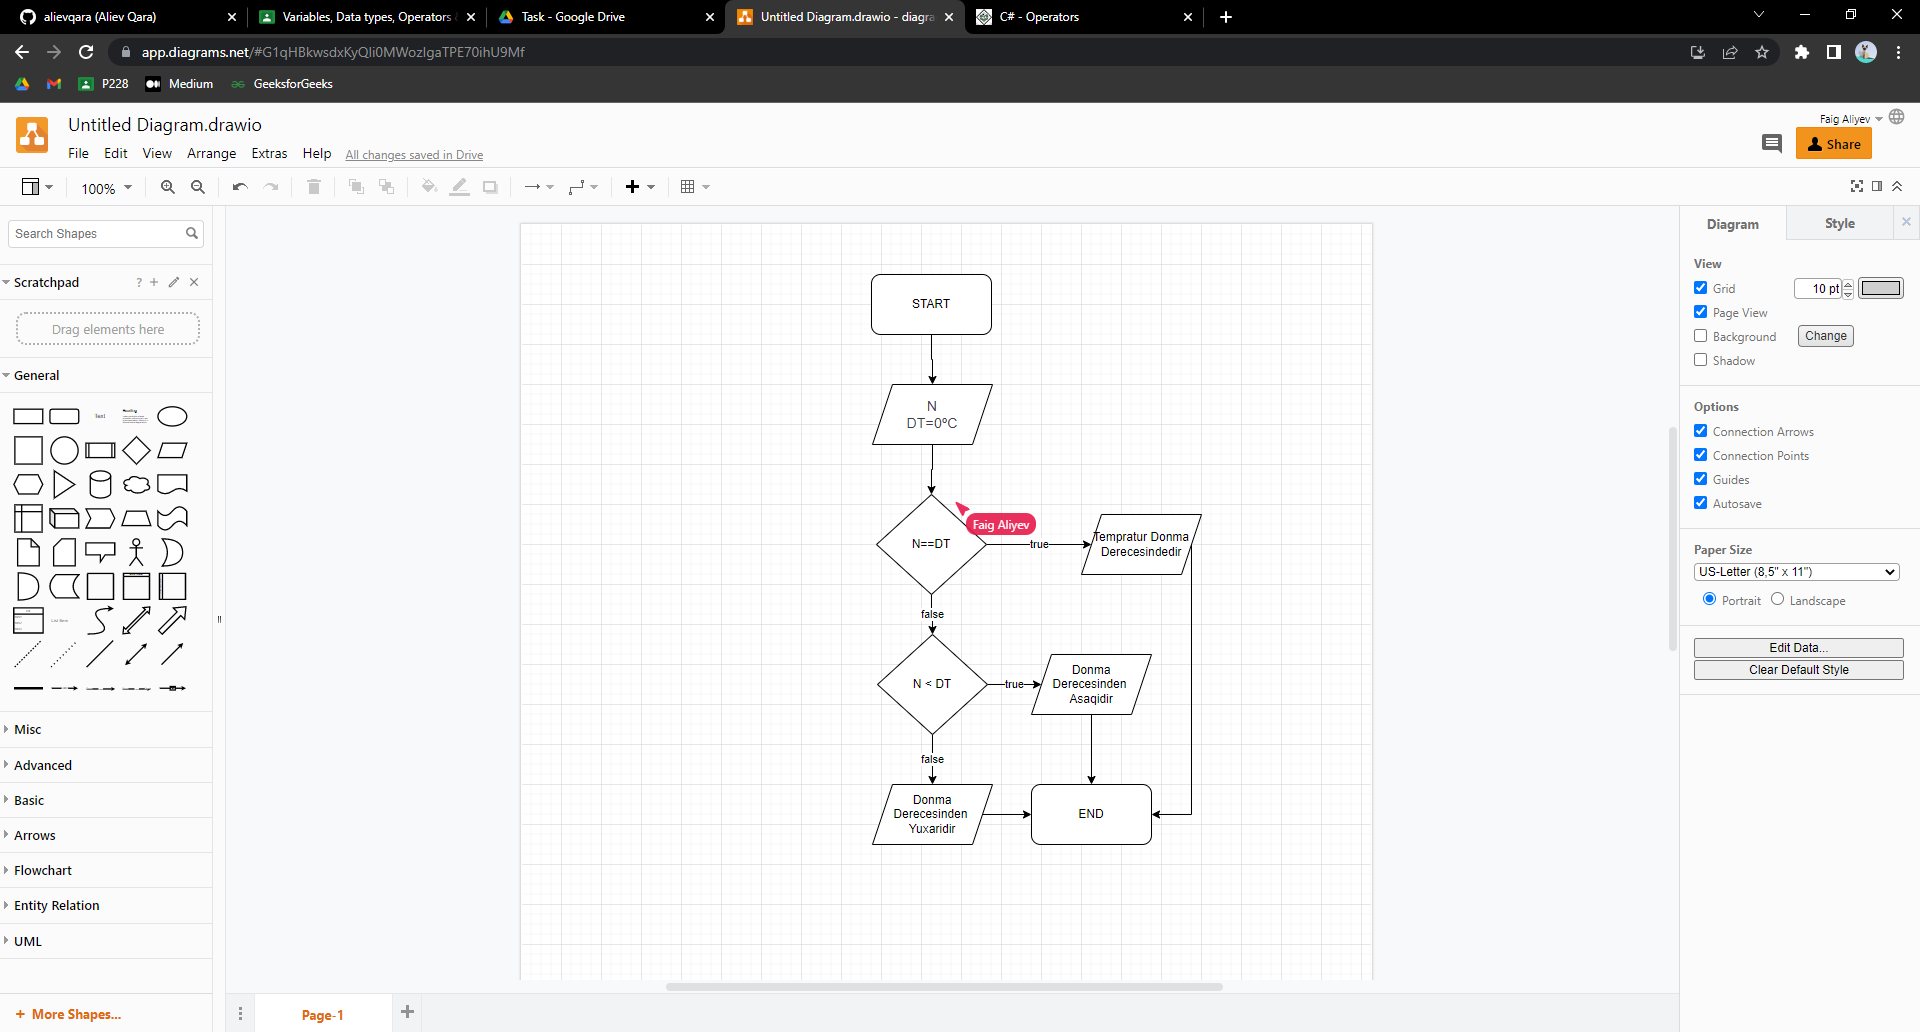 alievqara (Aliev Qara)
Variables, Data types, Operators
Task - Google Drive
Untitled Diagram.drawio - diagra
C# - Operators
app.diagrams.net/#G1qHBkwsdxKyQIi0MWozIgaTPE70ihU9Mf
P228
Medium
GeeksforGeeks
Untitled Diagram.drawio
File Edit View Arrange Extras Help All changes saved in Drive
Faig Aliyev
Share
100%
Search Shapes
Scratchpad
?
Drag elements here
General
Text
Heading
Misc
Advanced
Basic
Arrows
Flowchart
Entity Relation
UML
+ More Shapes...
START
N
DT=0°C
N==DT
Faig Aliyev
true
Tempratur Donma
Derecesindedir
false
N < DT
true
Donma
Derecesinden
Asaqidir
false
Donma
Derecesinden
Yuxaridir
END
Page-1
Diagram
Style
View
Grid
10 pt
Page View
Background
Change
Shadow
Options
Connection Arrows
Connection Points
Guides
Autosave
Paper Size
US-Letter (8,5" x 11")
Portrait
Landscape
Edit Data...
Clear Default Style